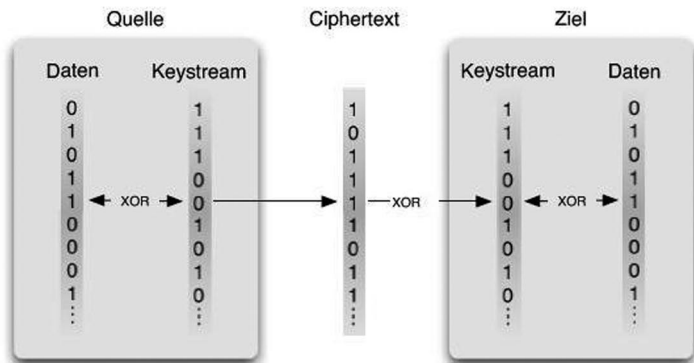 Quelle Ciphertext Ziel
Daten Keystream Keystream Daten
0 1 1 1 0
1 1 0 1 1
0 1 1 1 0
1 0 1 0 1
1 XOR 0 1 XOR 0 XOR 1
0 1 1 1 0
0 0 0 0 0
0 1 1 1 0
1 0 1 0 1